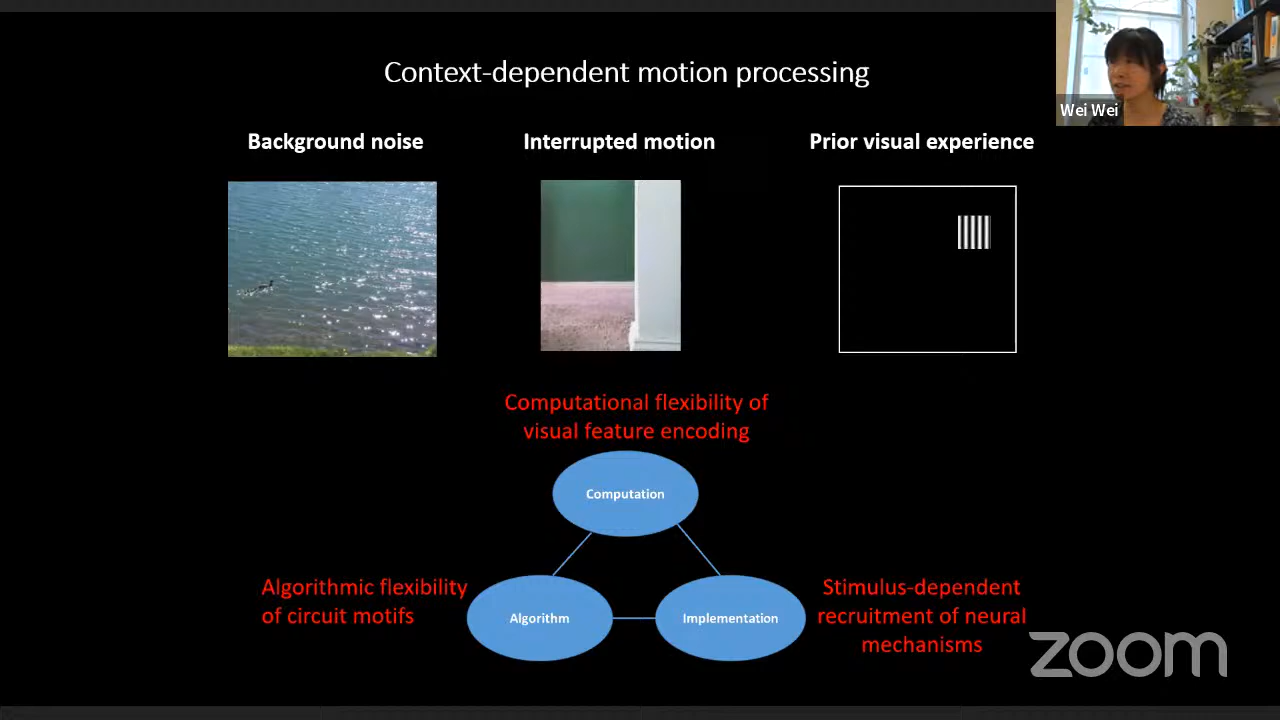 Context-dependent motion processing
Wei Wei
Background noise
Interrupted motion
Prior visual experience
Computational flexibility of
visual feature encoding
Computation
Algorithmic flexibility
of circuit motifs
Algorithm
Implementation
Stimulus-dependent
recruitment of neural
mechanisms
zoom